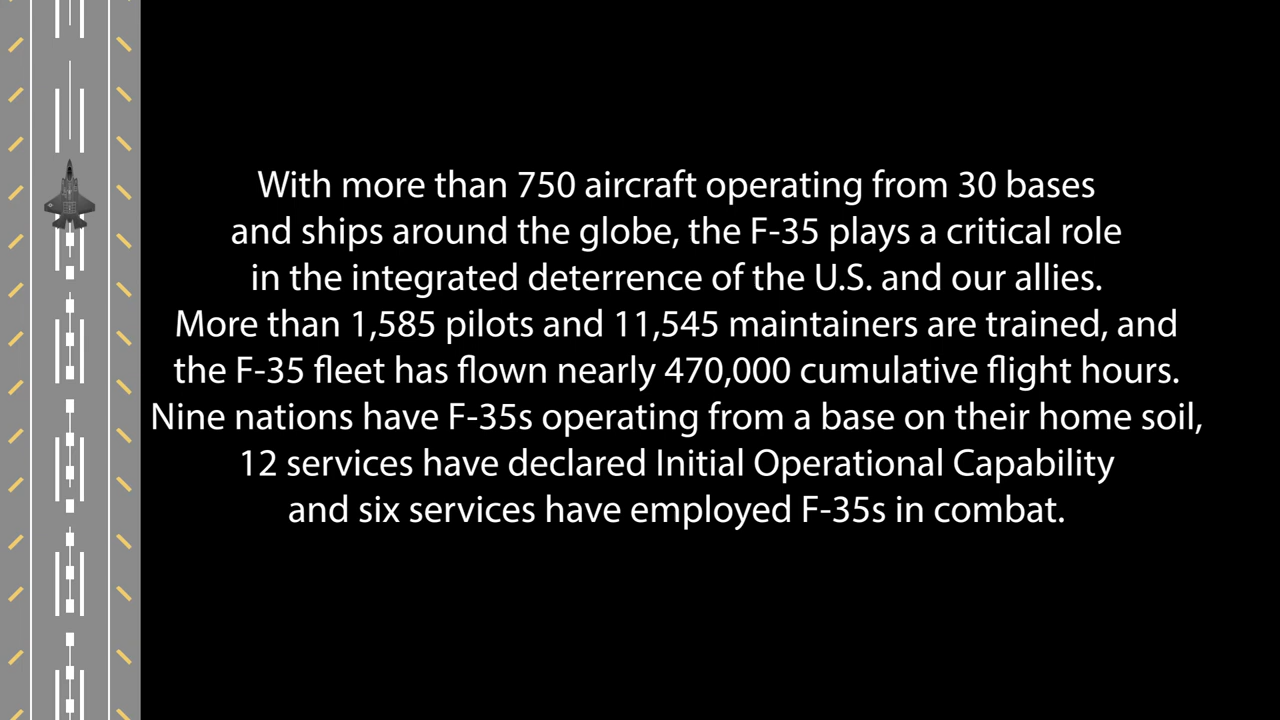 With more than 750 aircraft operating from 30 bases
and ships around the globe, the F-35 plays a critical role
in the integrated deterrence of the U.S. and our allies.
More than 1,585 pilots and 11,545 maintainers are trained, and
the F-35 fleet has flown nearly 470,000 cumulative flight hours.
Nine nations have F-35s operating from a base on their home soil,
12 services have declared Initial Operational Capability
and six services have employed F-35s in combat.